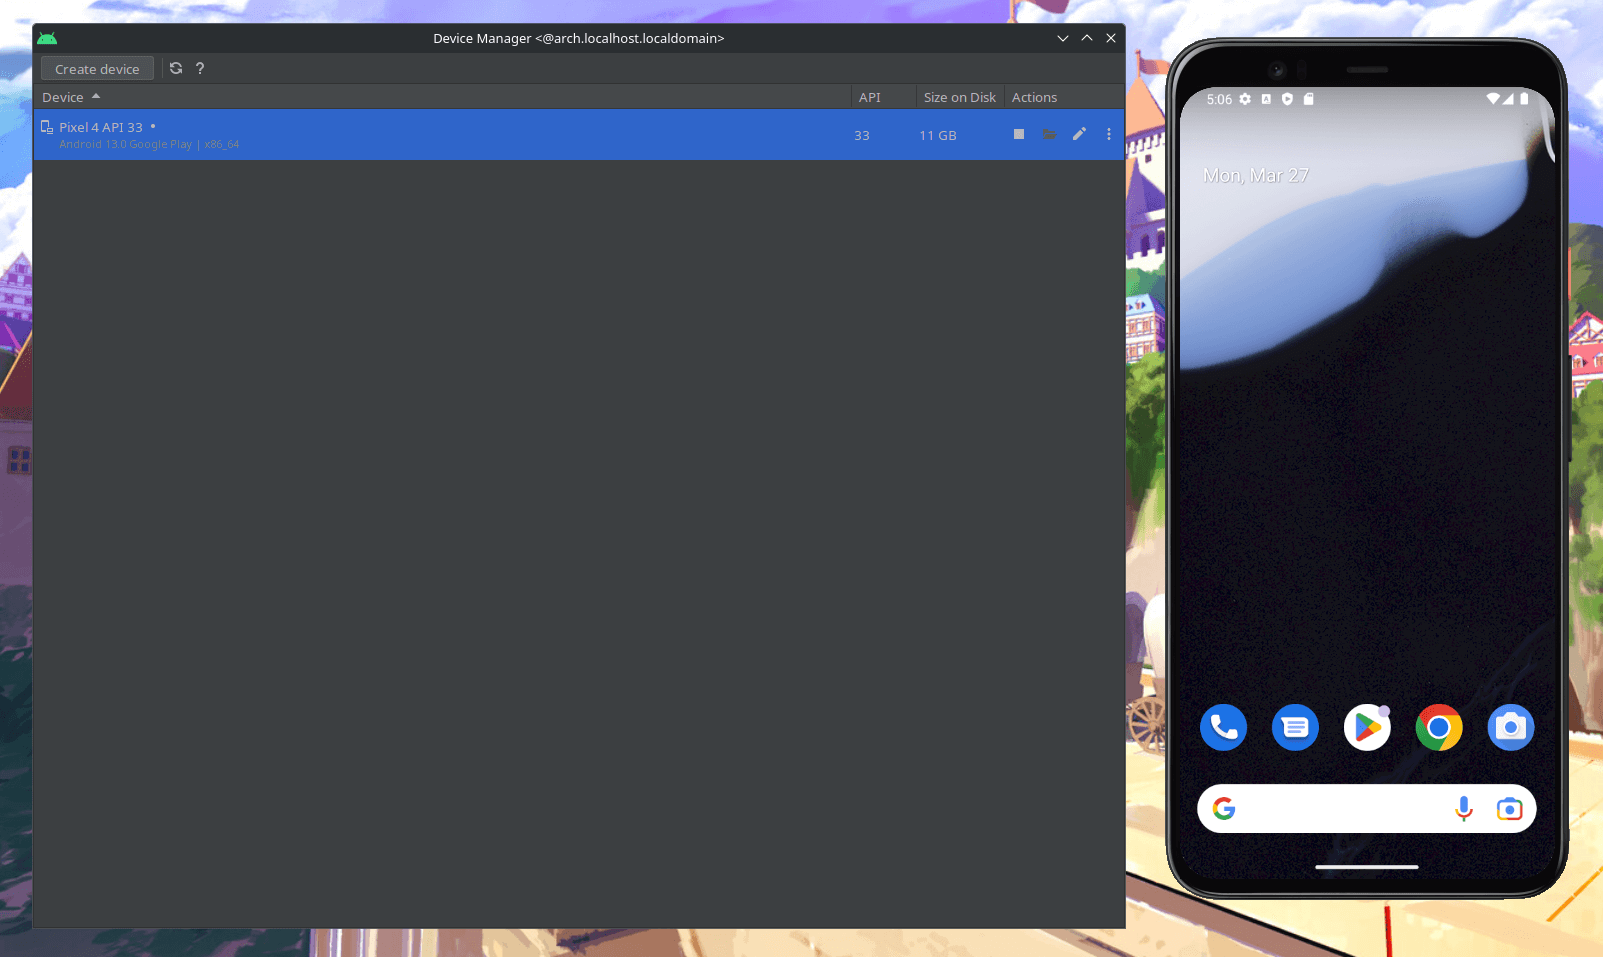 Device Manager <@arch.localhost.localdomain>
Create device
?
Device API Size on Disk Actions
Pixel 4 API 33 •
Android 13.0 Google Play | x86_64
33 11 GB
5:06
Mon, Mar 27